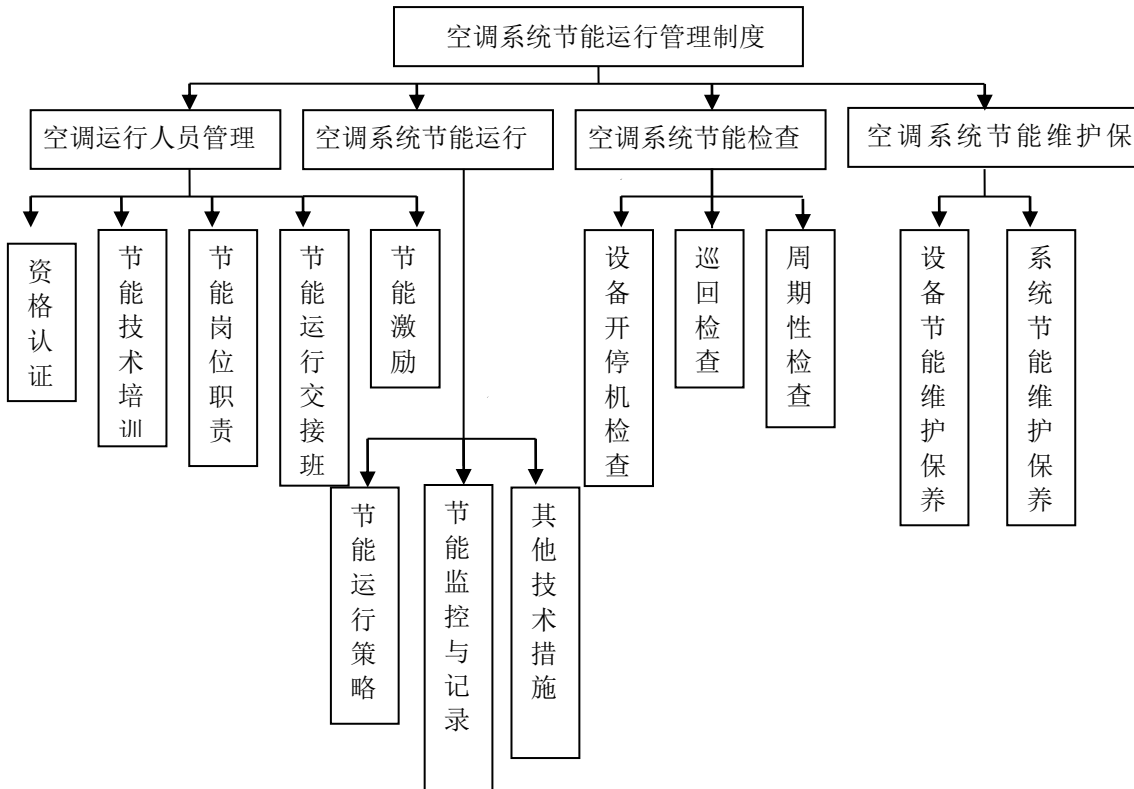 空调系统节能运行管理制度
空调运行人员管理
空调系统节能运行
空调系统节能检查
空调系统节能维护保
资格认证
节能技术培训
节能岗位职责
节能运行交接班
节能激励
设备开停机检查
巡回检查
周期性检查
设备节能维护保养
系统节能维护保养
节能运行策略
节能监控与记录
其他技术措施